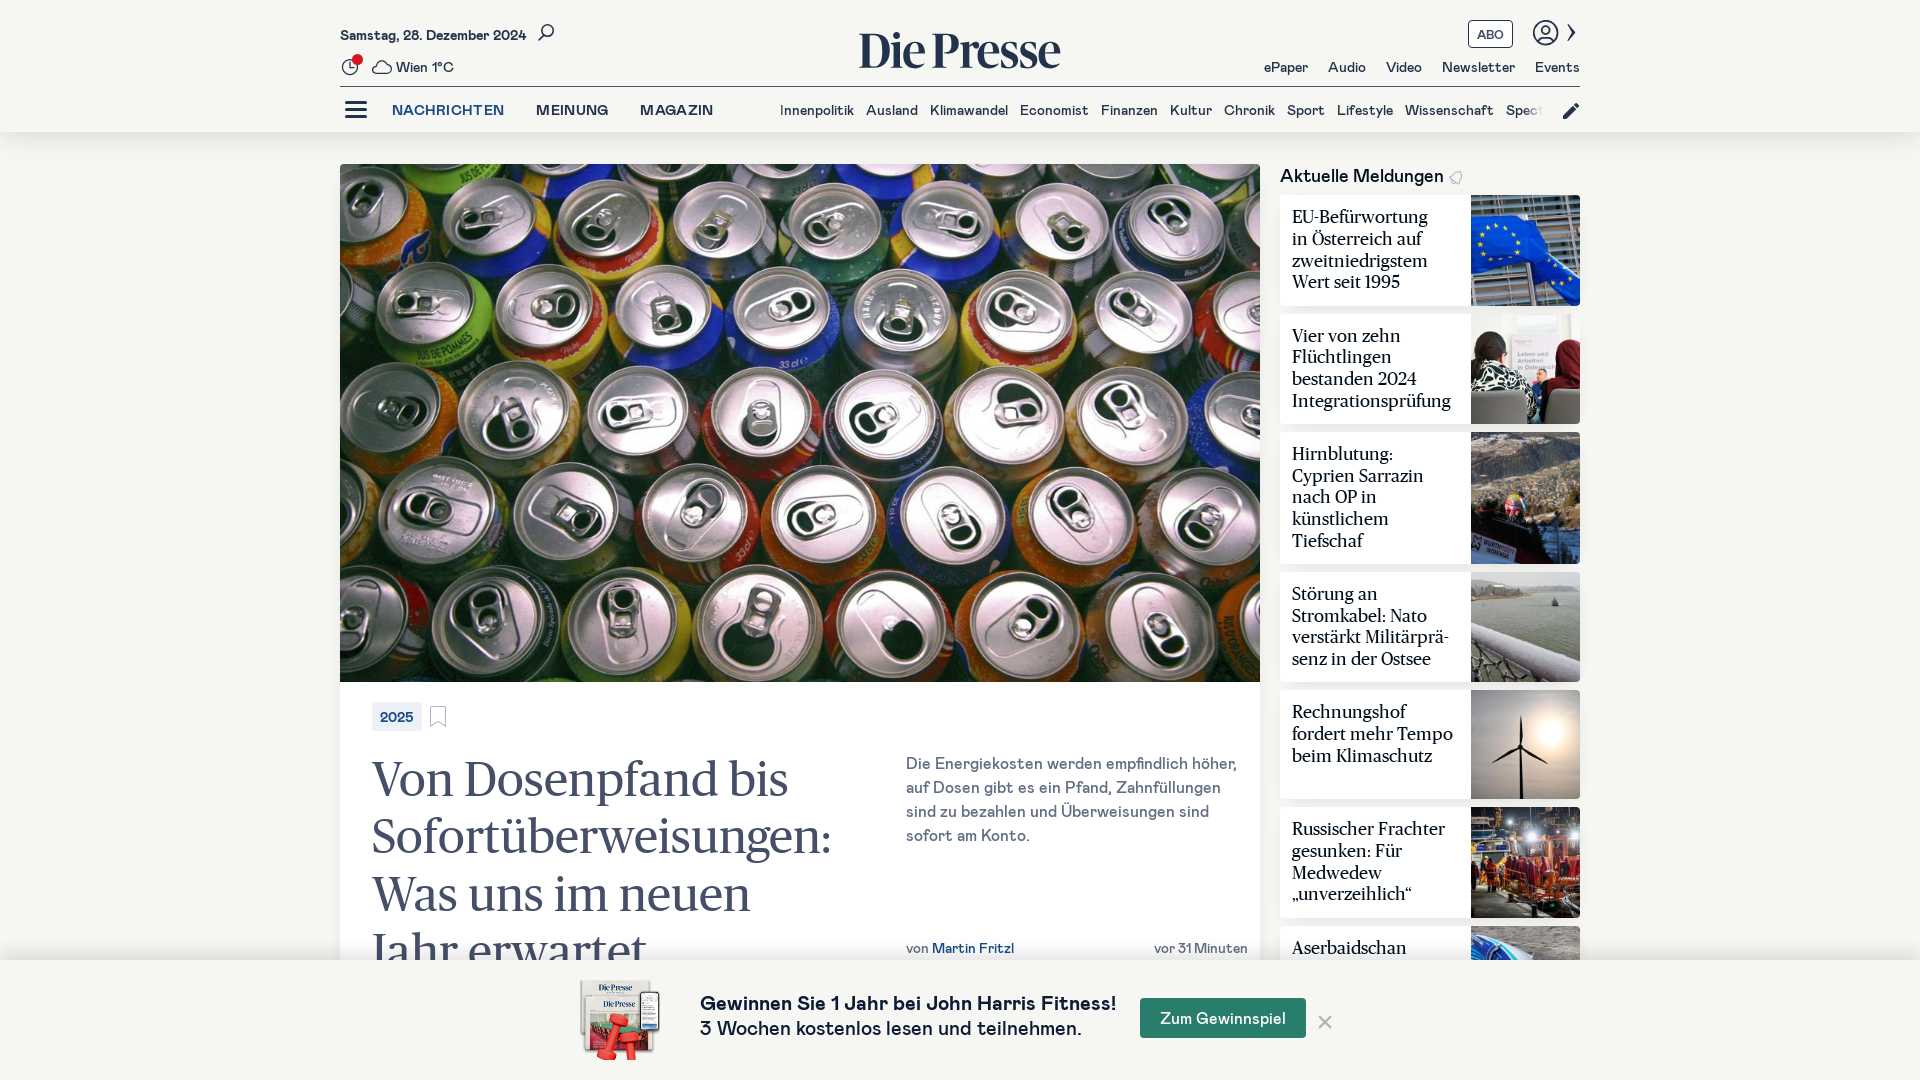 Samstag, 28. Dezember 2024
Wien 1°C
Die Presse
ABO
ePaper Audio Video Newsletter Events
NACHRICHTEN MEINUNG MAGAZIN
Innenpolitik Ausland Klimawandel Economist Finanzen Kultur Chronik Sport Lifestyle Wissenschaft Spect
2025
Von Dosenpfand bis
Sofortüberweisungen:
Was uns im neuen
Jahr erwartet
Die Energiekosten werden empfindlich höher,
auf Dosen gibt es ein Pfand, Zahnfüllungen
sind zu bezahlen und Überweisungen sind
sofort am Konto.
von Martin Fritzl
vor 31 Minuten
Aktuelle Meldungen
EU-Befürwortung
in Österreich auf
zweitniedrigstem
Wert seit 1995
Vier von zehn
Flüchtlingen
bestanden 2024
Integrationsprüfung
Hirnblutung:
Cyprien Sarrazin
nach OP in
künstlichem
Tiefschaf
Störung an
Stromkabel: Nato
verstärkt Militärprä-
senz in der Ostsee
Rechnungshof
fordert mehr Tempo
beim Klimaschutz
Russischer Frachter
gesunken: Für
Medwedew
„unverzeihlich“
Aserbaidschan
Gewinnen Sie 1 Jahr bei John Harris Fitness!
3 Wochen kostenlos lesen und teilnehmen.
Zum Gewinnspiel